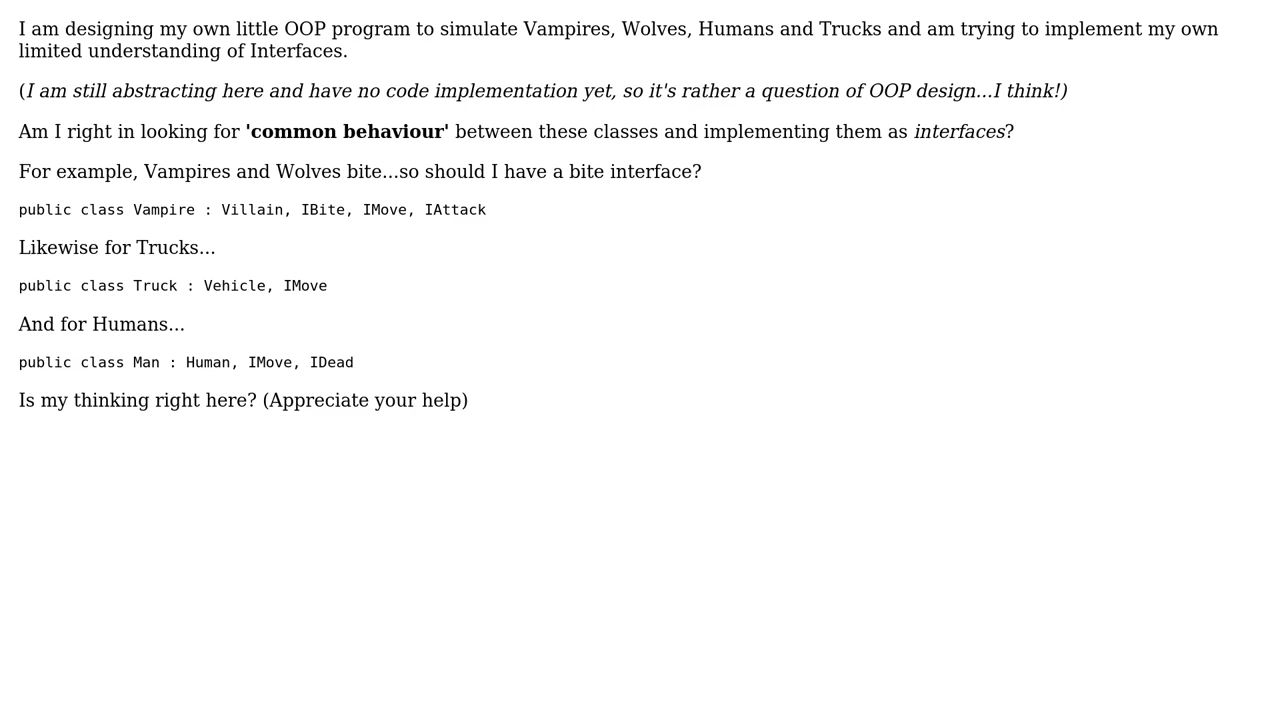 I am designing my own little OOP program to simulate Vampires, Wolves, Humans and Trucks and am trying to implement my own
limited understanding of Interfaces.
(I am still abstracting here and have no code implementation yet, so it's rather a question of OOP design...I think!)
Am I right in looking for 'common behaviour' between these classes and implementing them as interfaces?
For example, Vampires and Wolves bite...so should I have a bite interface?
public class Vampire : Villain, IBite, IMove, IAttack
Likewise for Trucks...
public class Truck : Vehicle, IMove
And for Humans...
public class Man : Human, IMove, IDead
Is my thinking right here? (Appreciate your help)